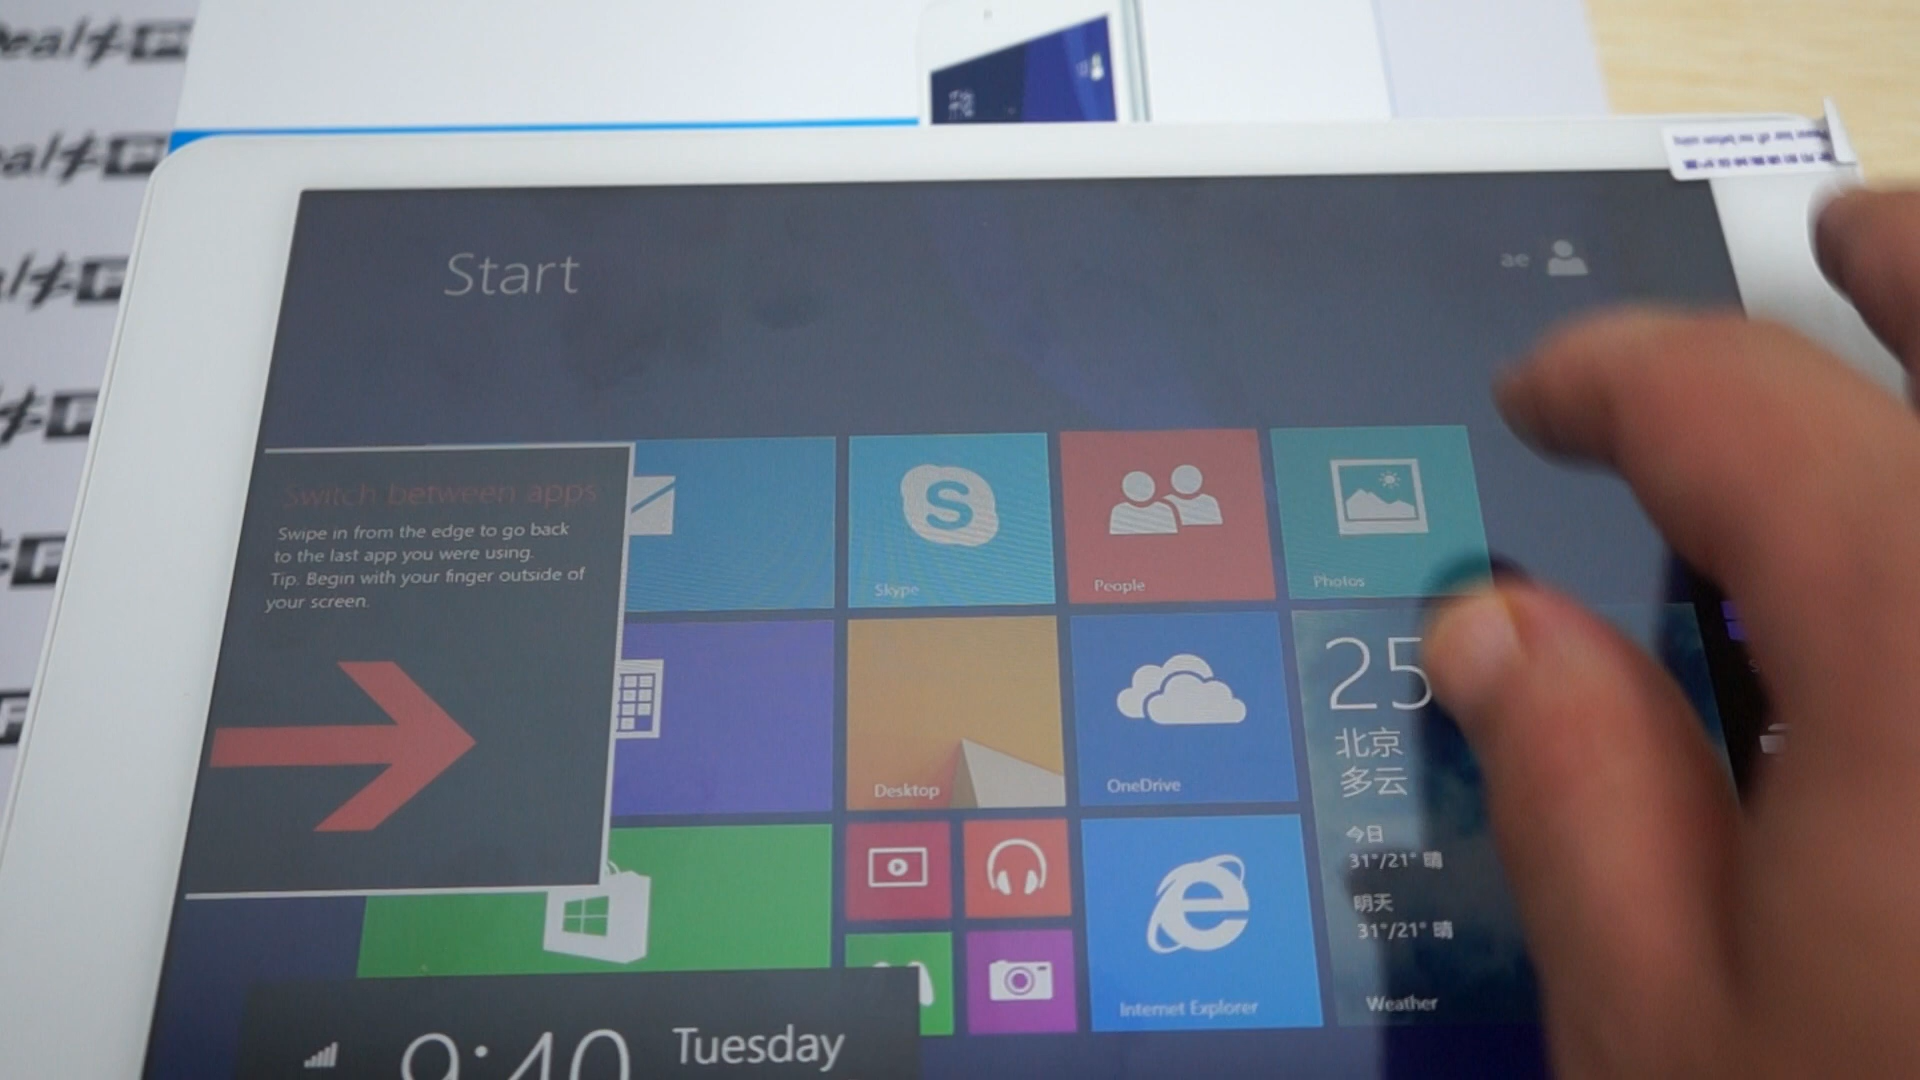 Start
ae
Switch between apps
Swipe in from the edge to go back
to the last app you were using.
Tip. Begin with your finger outside of
your screen.
Skype
People
Photos
Desktop
OneDrive
Internet Explorer
25
北京
多云
今日
31°/21° 晴
明天
31°/21° 晴
Weather
9:40
Tuesday